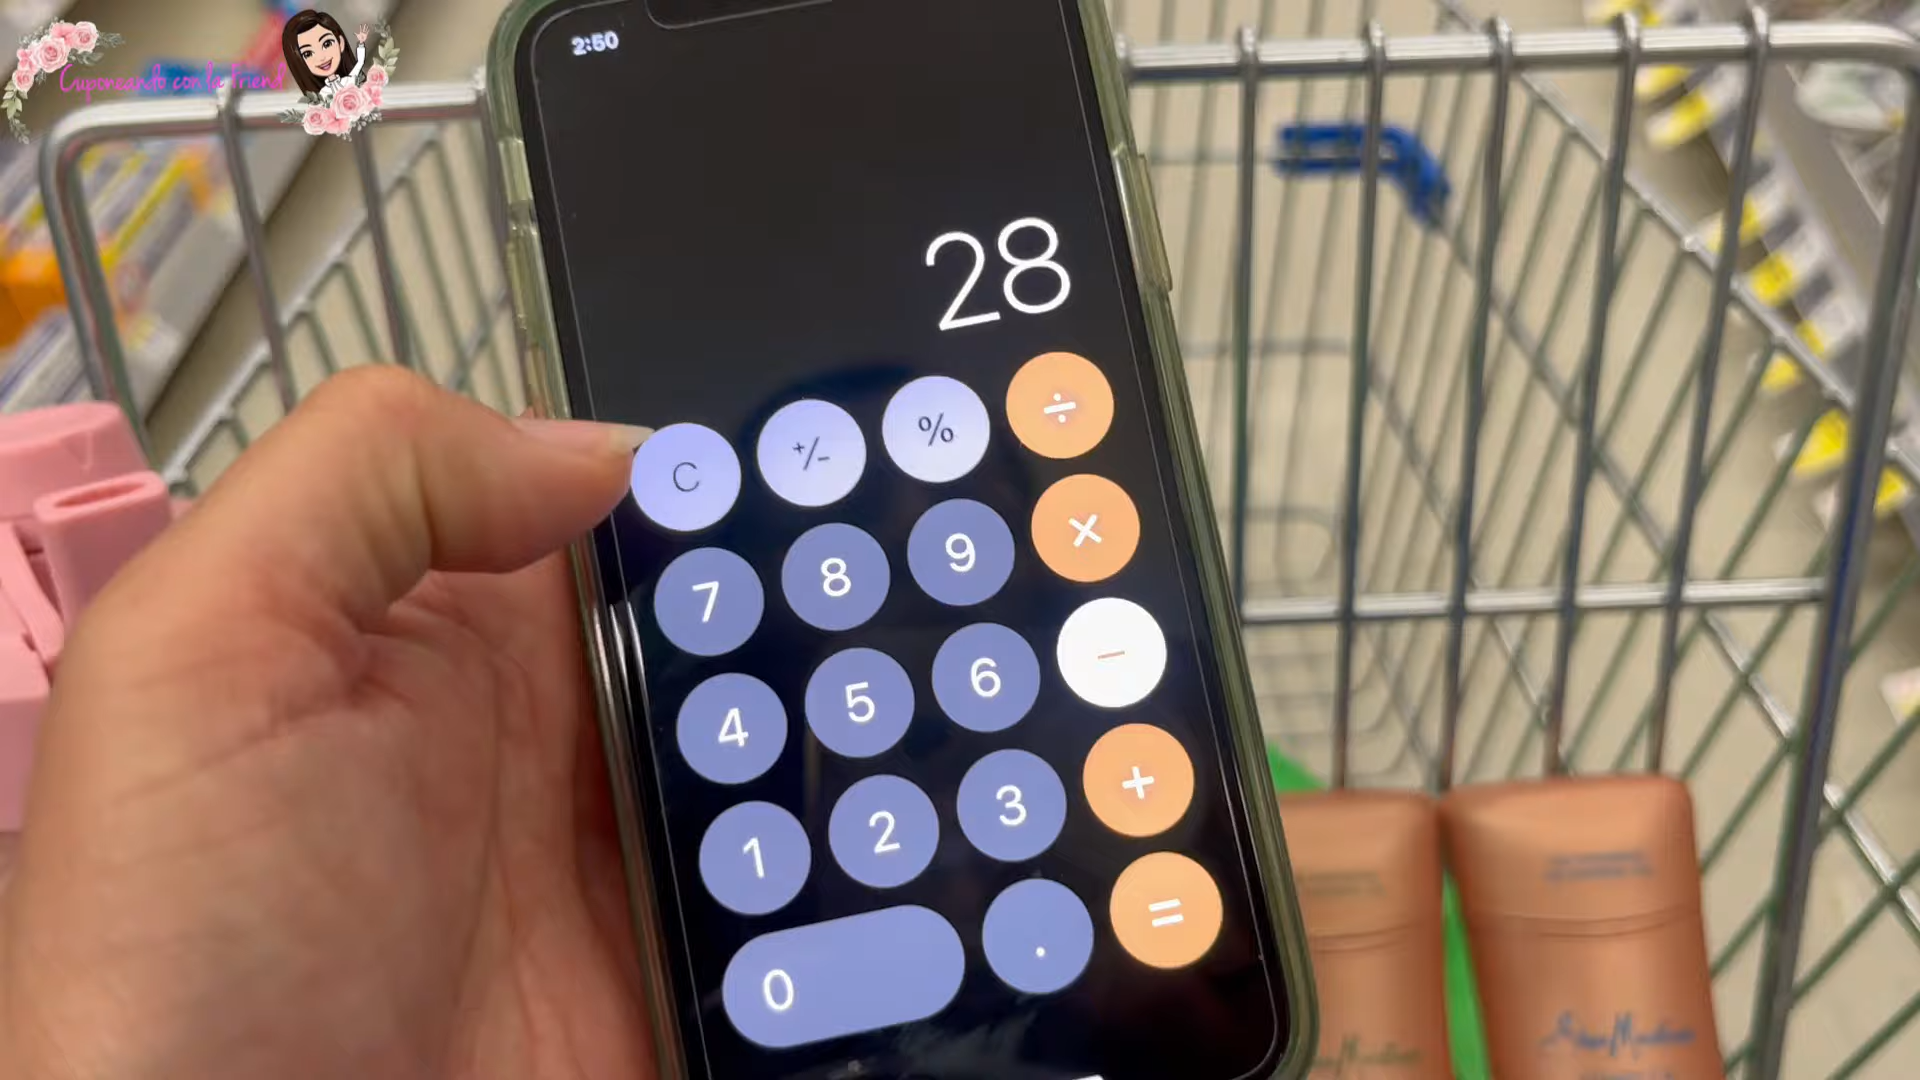 Cuponeando con la Friend
2:50
28
C +/- % ÷
7 8 9 ×
4 5 6 −
1 2 3 +
0 . =